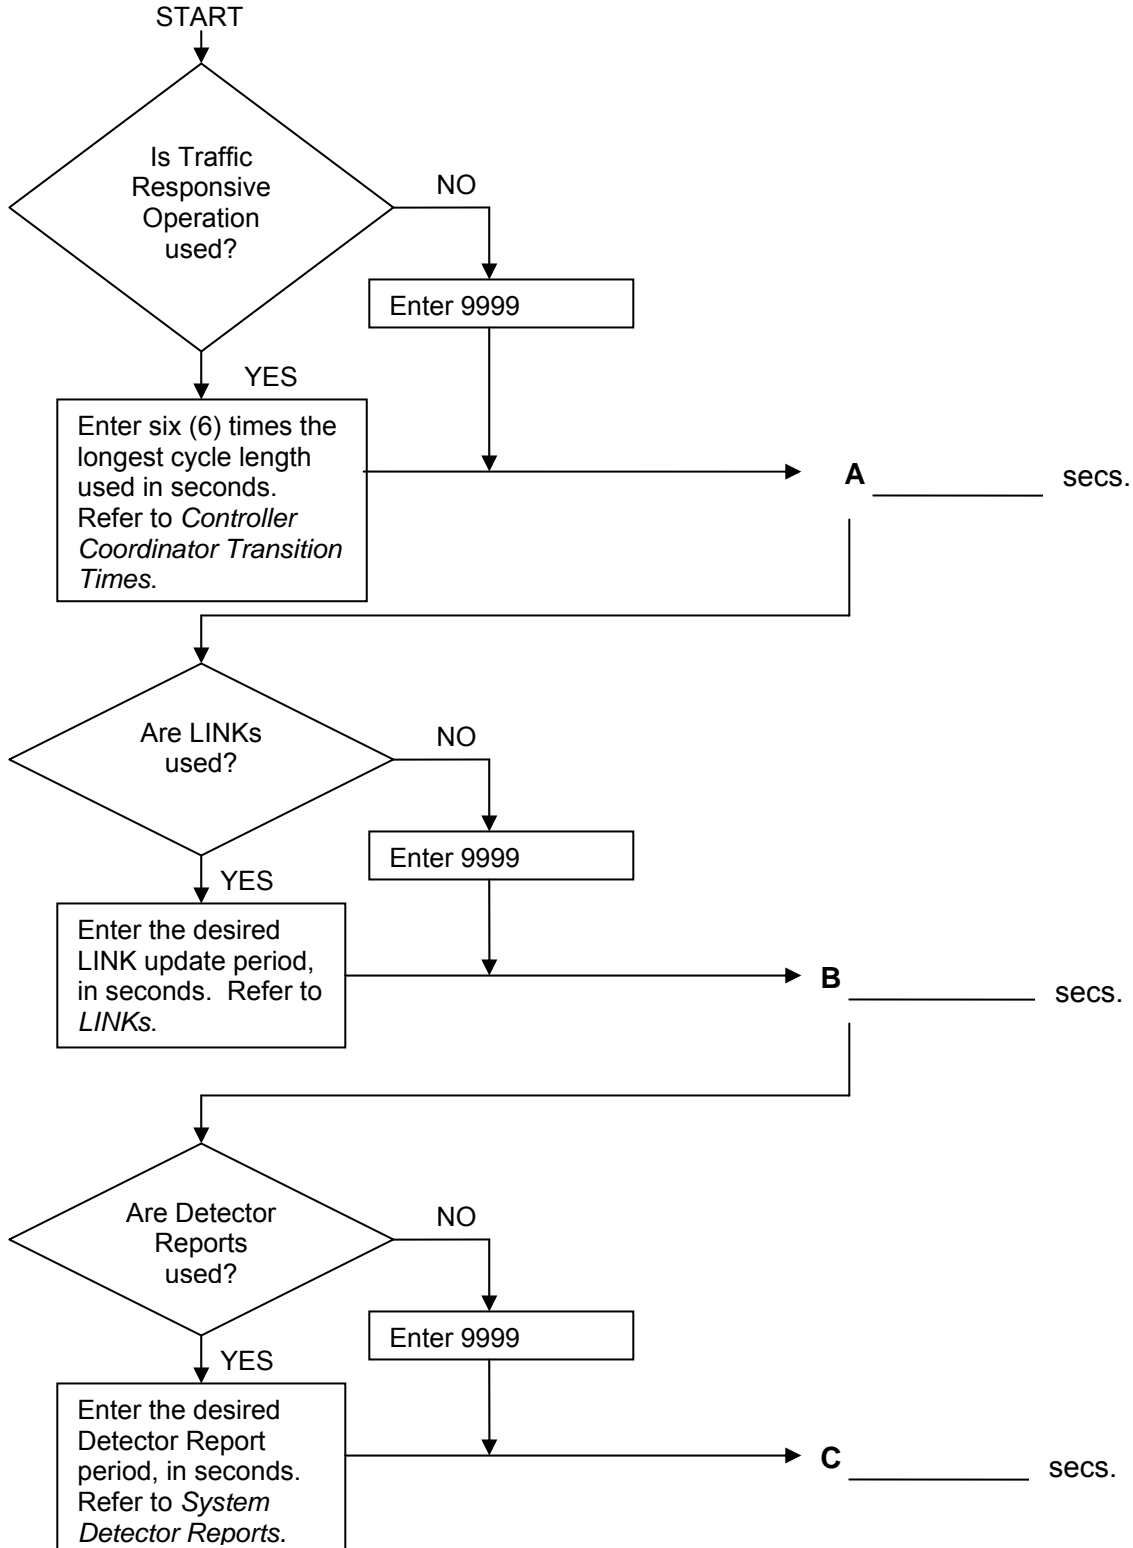 START
Is Traffic
Responsive
Operation
used?
NO
Enter 9999
YES
Enter six (6) times the
longest cycle length
used in seconds.
Refer to Controller
Coordinator Transition
Times.
A __________ secs.
Are LINKs
used?
NO
Enter 9999
YES
Enter the desired
LINK update period,
in seconds. Refer to
LINKs.
B __________ secs.
Are Detector
Reports
used?
NO
Enter 9999
YES
Enter the desired
Detector Report
period, in seconds.
Refer to System
Detector Reports.
C __________ secs.